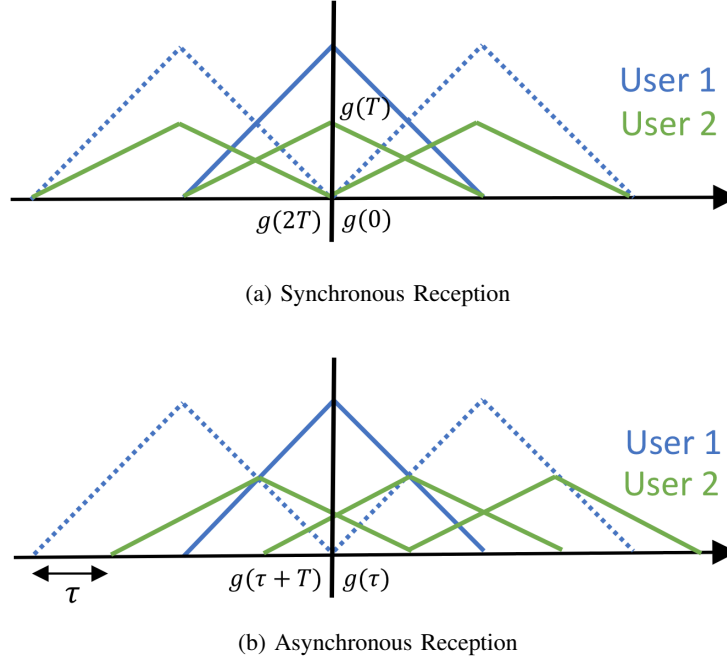 User 1
g(T)
User 2
g(2T) g(0)
(a) Synchronous Reception
User 1
User 2
g(τ + T) g(τ)
τ
(b) Asynchronous Reception